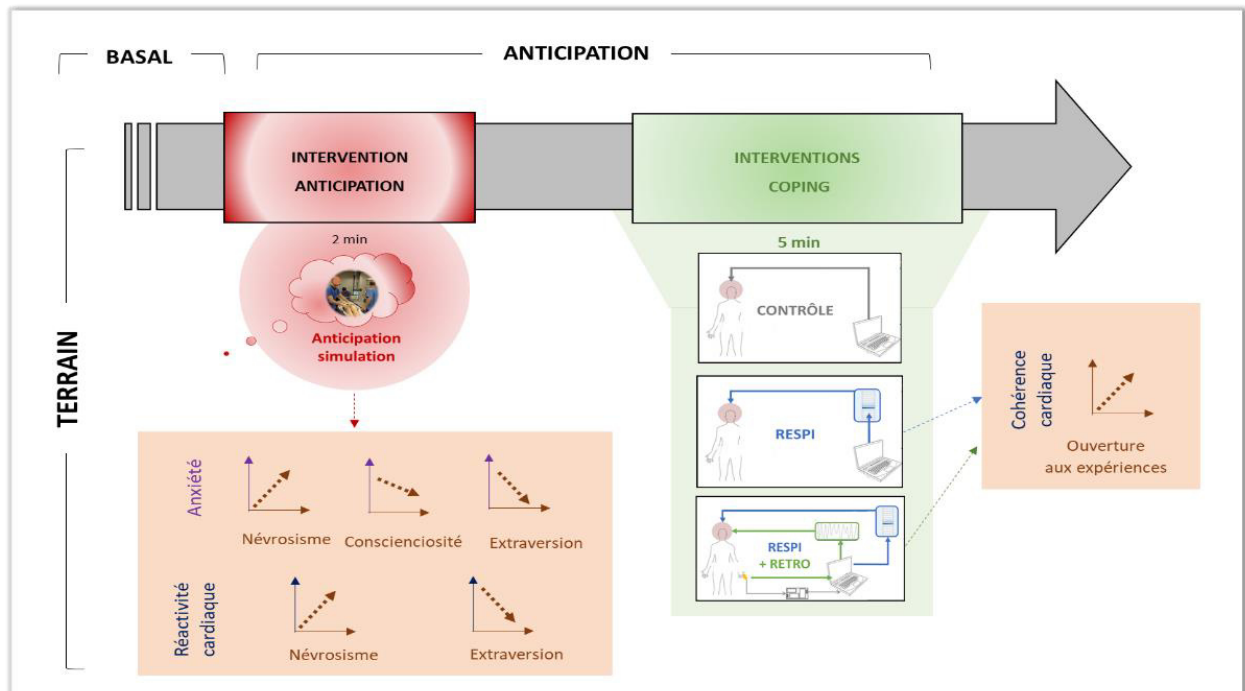 BASAL
ANTICIPATION
TERRAIN
INTERVENTION
ANTICIPATION
INTERVENTIONS
COPING
2 min
Anticipation
simulation
5 min
CONTRÔLE
RESPI
RESPI
+ RETRO
Anxiété
Névrosisme
Conscienciosité
Extraversion
Réactivité
cardiaque
Névrosisme
Extraversion
Cohérence
cardiaque
Ouverture
aux expériences